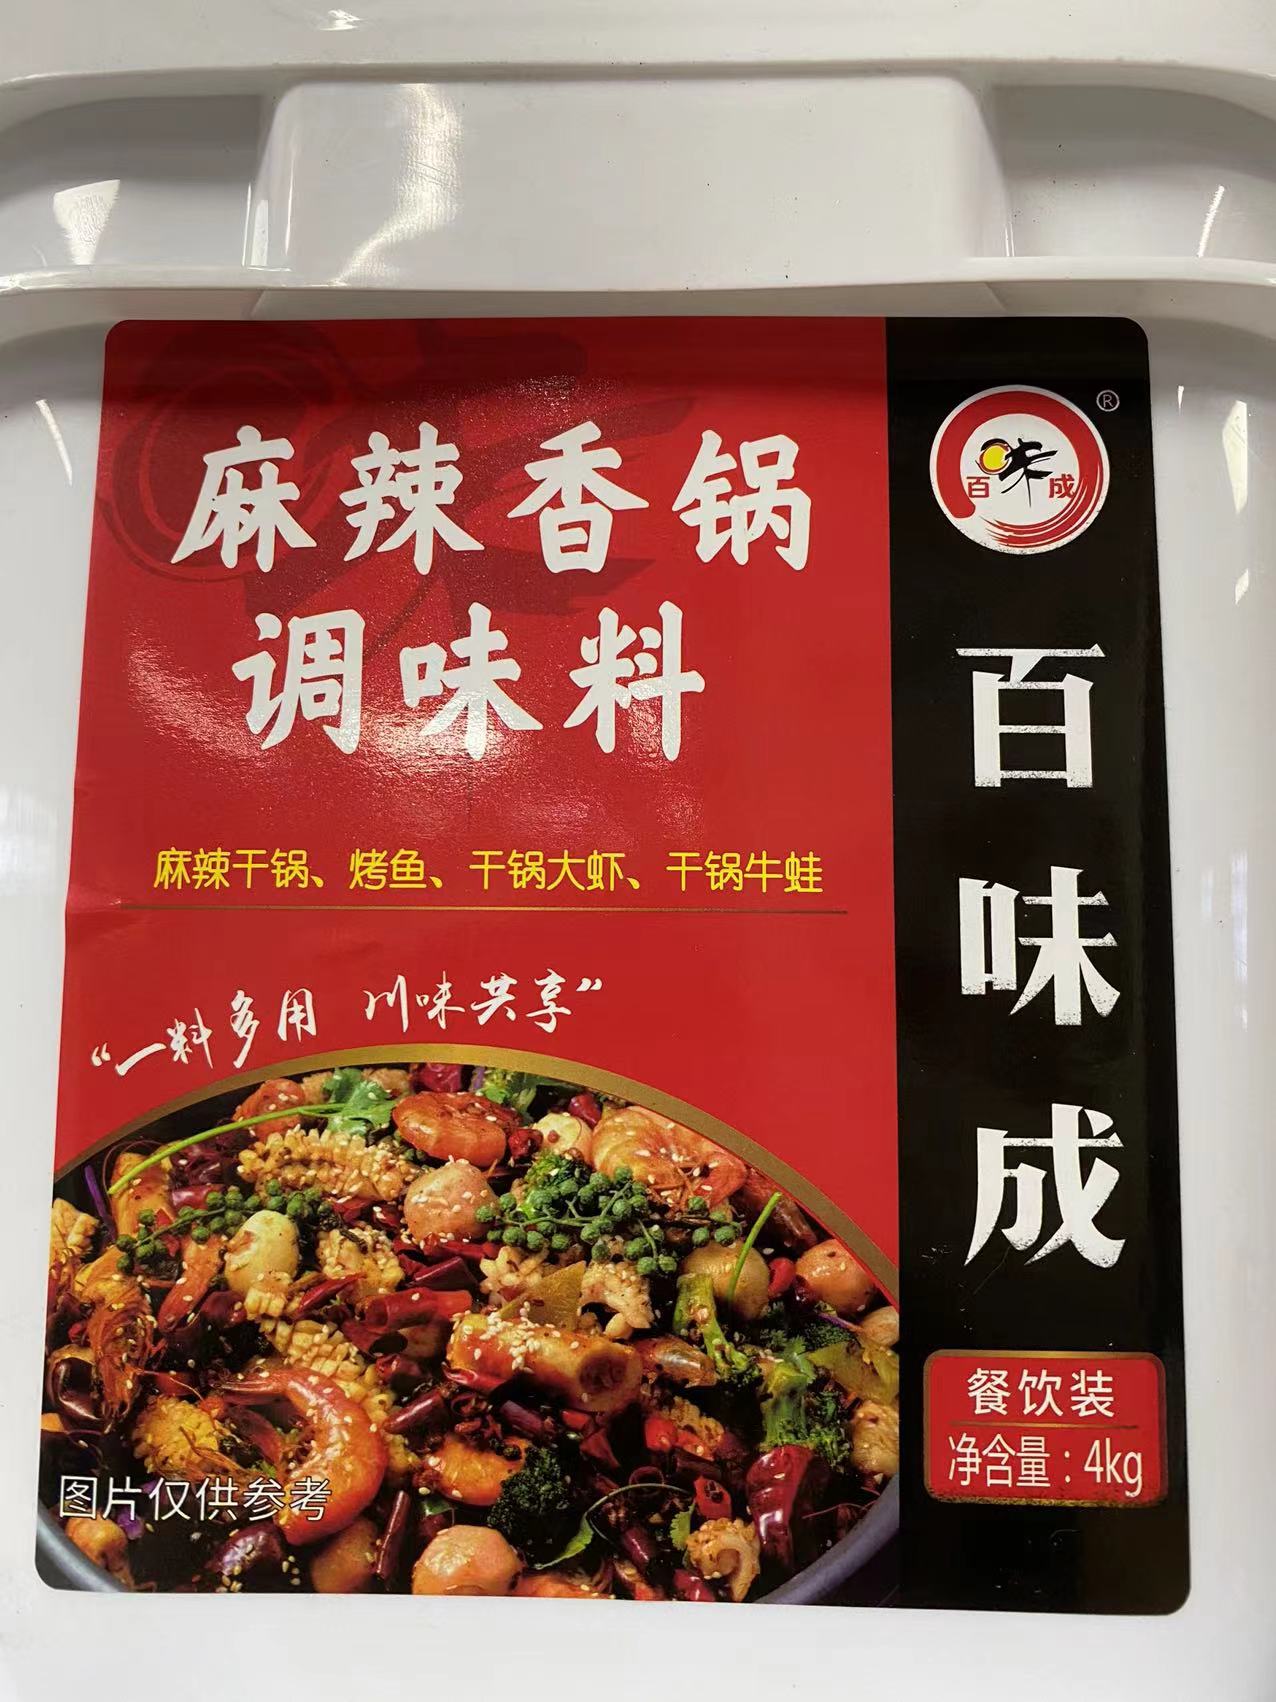 麻辣香锅
调味料
麻辣干锅、烤鱼、干锅大虾、干锅牛蛙
“一料多用 川味共享”
图片仅供参考
百味成
®
百味成
餐饮装
净含量：4kg